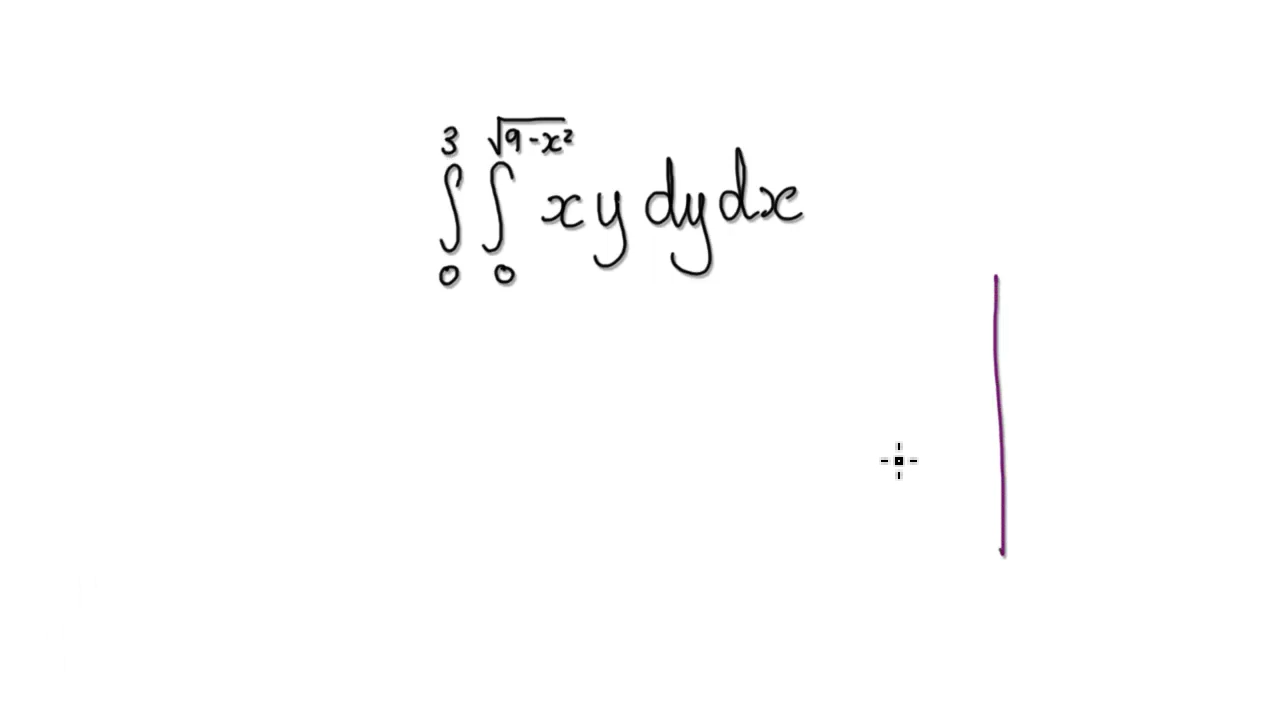 ∫₀³ ∫₀^√(9-x²) xy dy dx